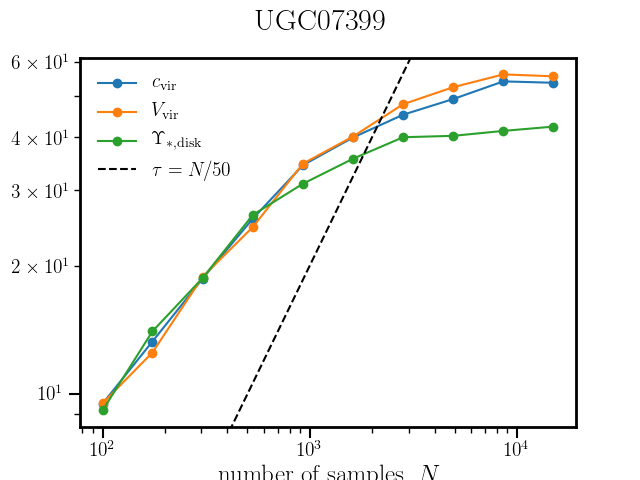 UGC07399
6 × 10¹
4 × 10¹
3 × 10¹
2 × 10¹
10¹
c_vir
V_vir
Υ_{*,disk}
τ = N/50
10² 10³ 10⁴
number of samples, N